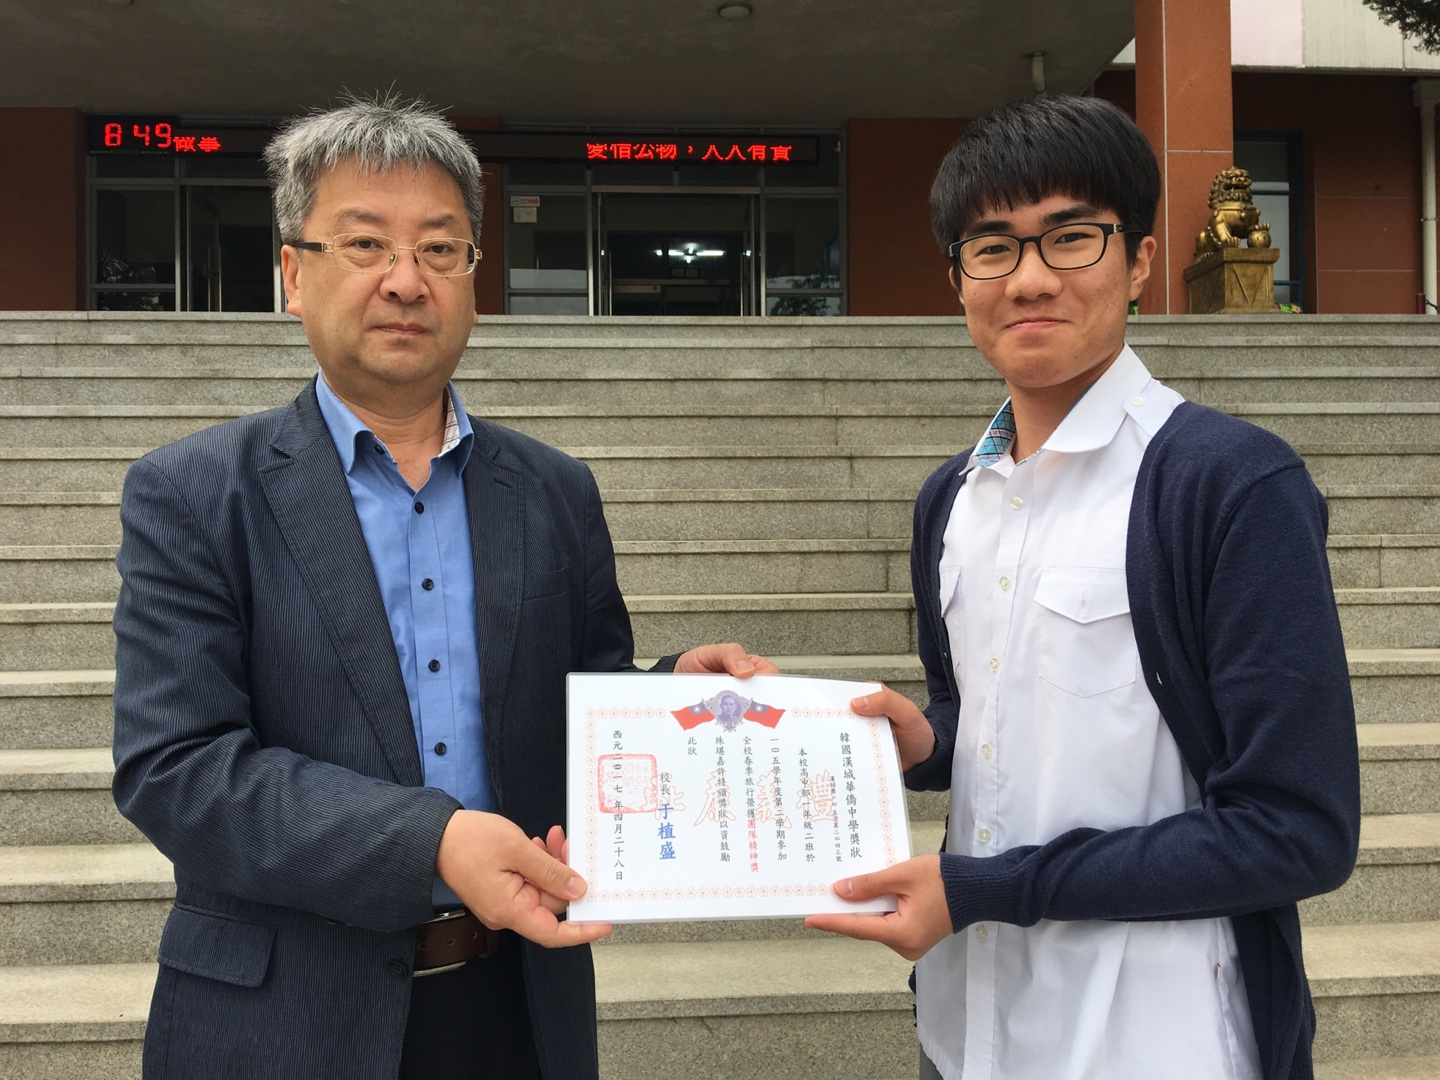 8 49 做事
愛惜公物，人人有責
韓國漢城華僑中學獎狀
本校高中部一年級二班於
一〇五學年度第二學期參加
全校春季旅行榮獲團隊精神獎
殊堪嘉許特頒獎狀以資鼓勵
此狀
校長 于植盛
西元二〇一七年四月二十八日